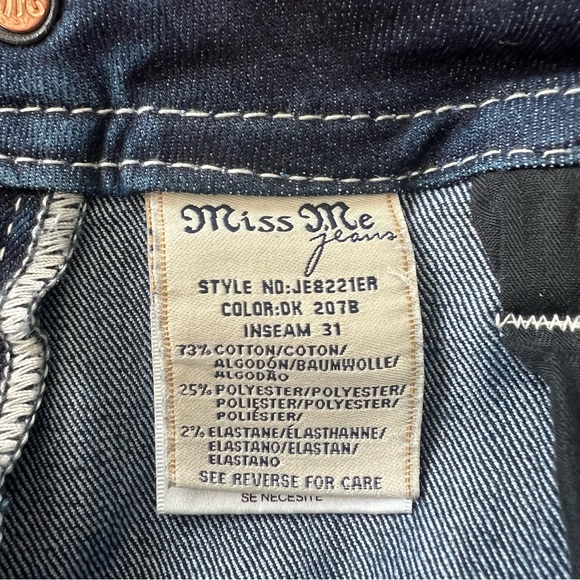 Miss Me
jeans
STYLE NO:JE8221ER
COLOR:DK 207B
INSEAM 31
73% COTTON/COTON/
ALGODÓN/BAUMWOLLE/
ALGODÃO
25% POLYESTER/POLYESTER/
POLIÉSTER/POLYESTER/
POLIÉSTER/
2% ELASTANE/ÉLASTHANNE/
ELASTANO/ELASTAN/
ELASTANO
SEE REVERSE FOR CARE
SE NECESITE